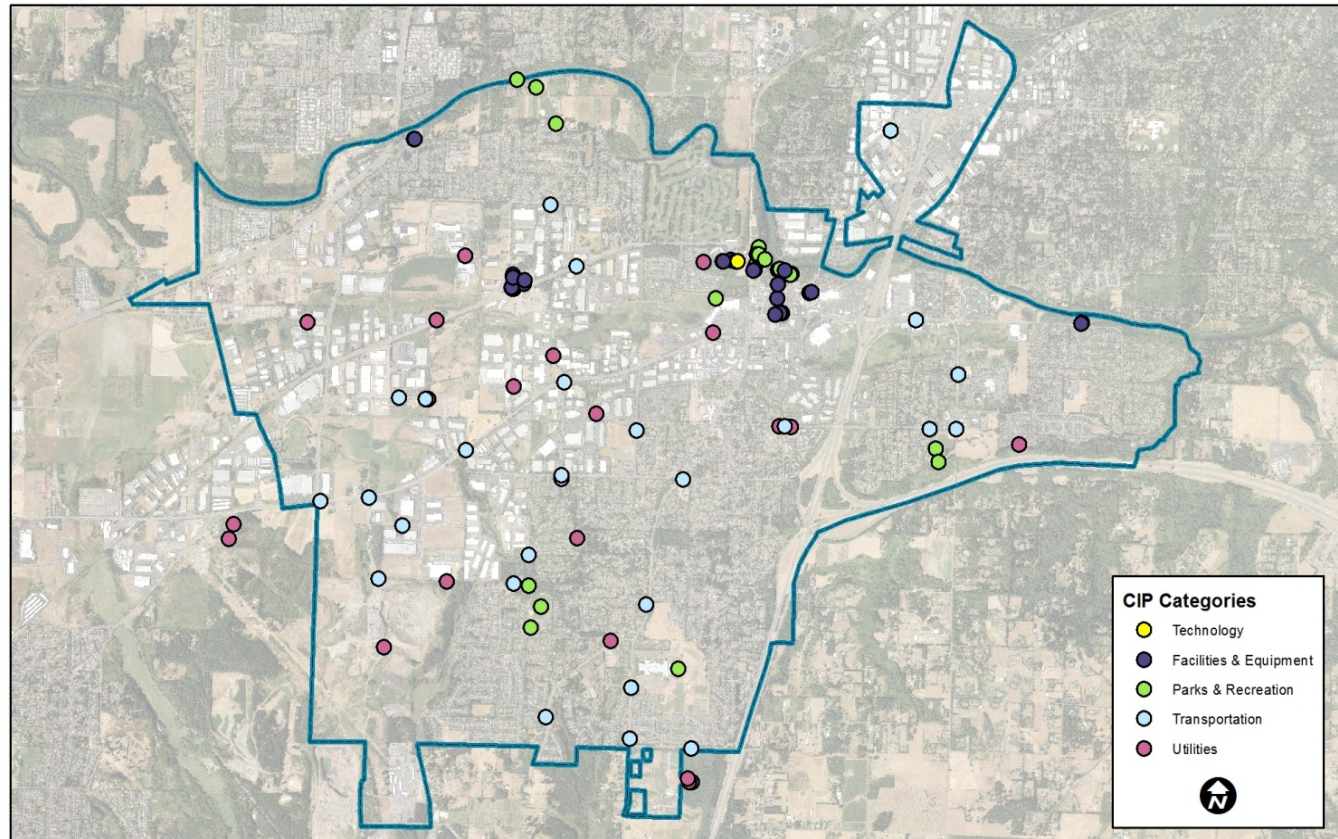 CIP Categories
Technology
Facilities & Equipment
Parks & Recreation
Transportation
Utilities
N